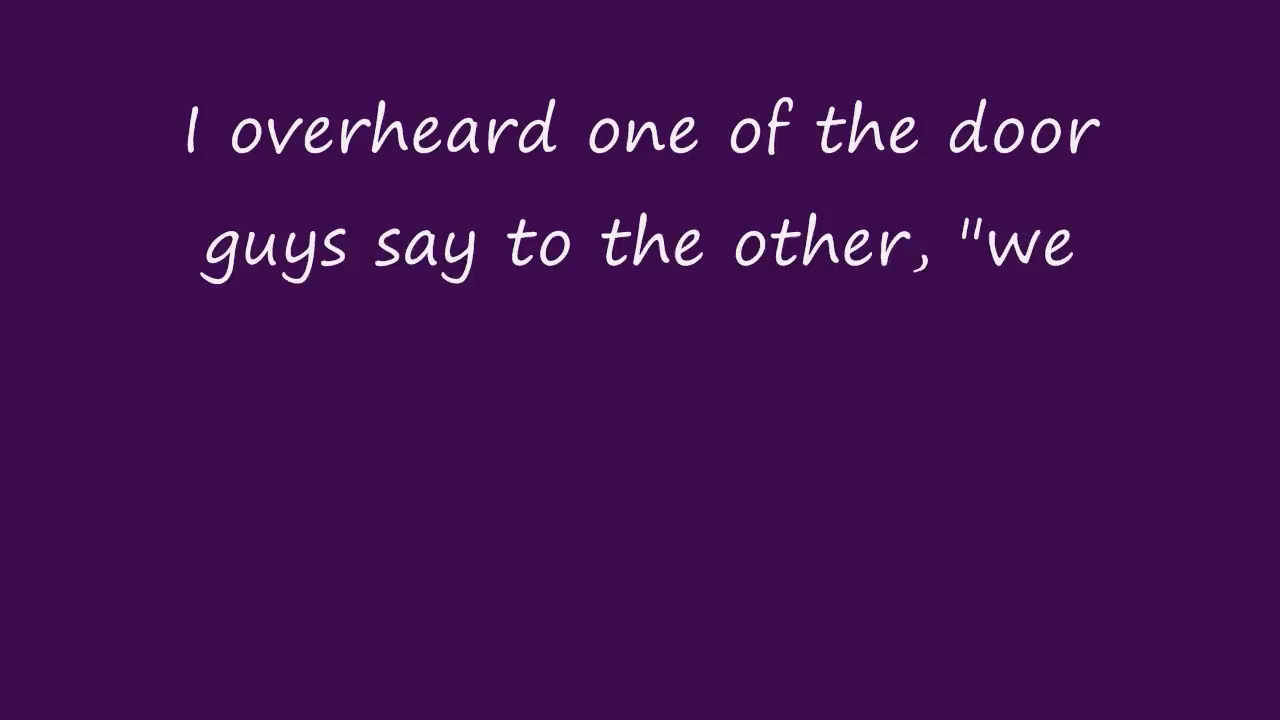 I overheard one of the door
guys say to the other, "we